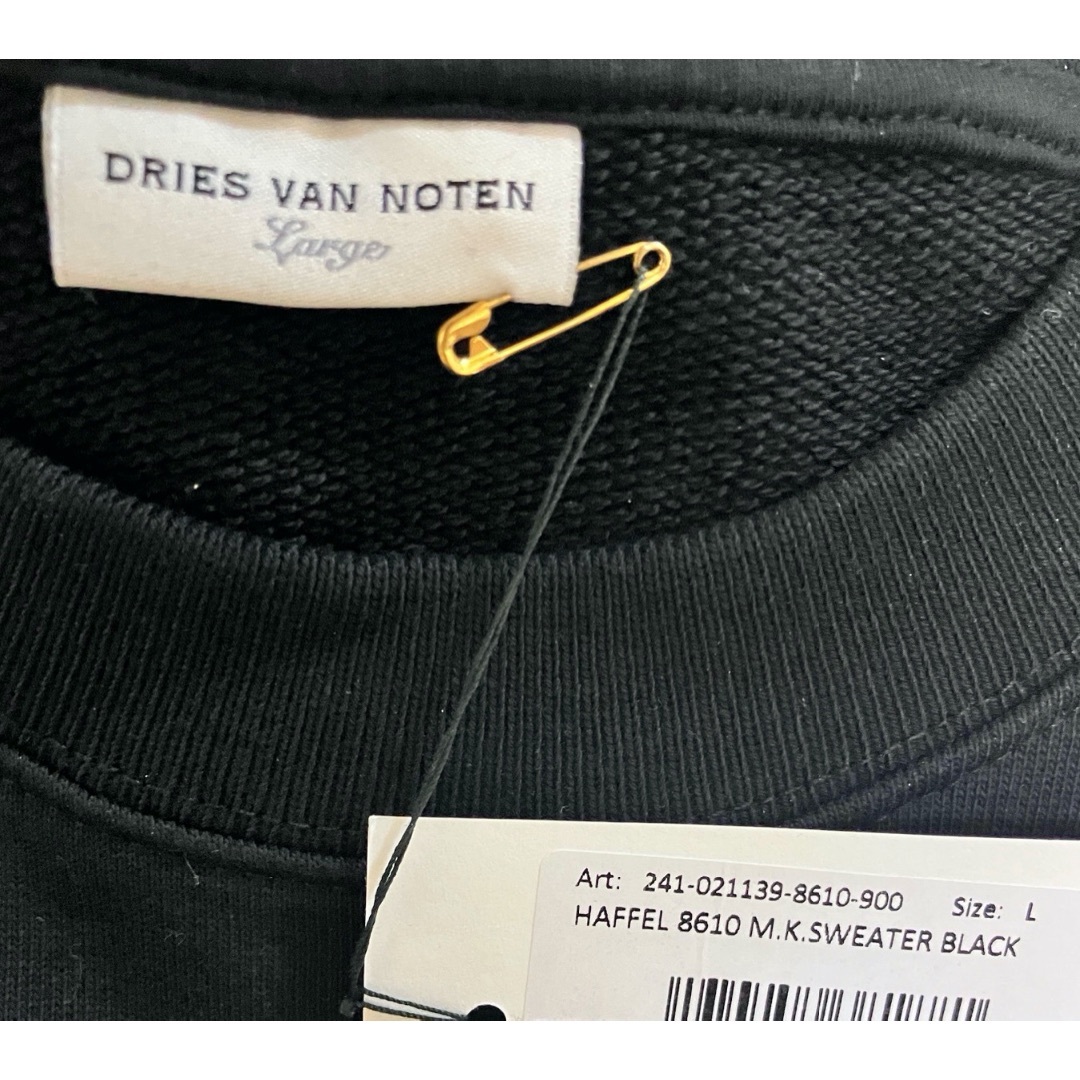 DRIES VAN NOTEN
Large
Art: 241-021139-8610-900 Size: L
HAFFEL 8610 M.K.SWEATER BLACK